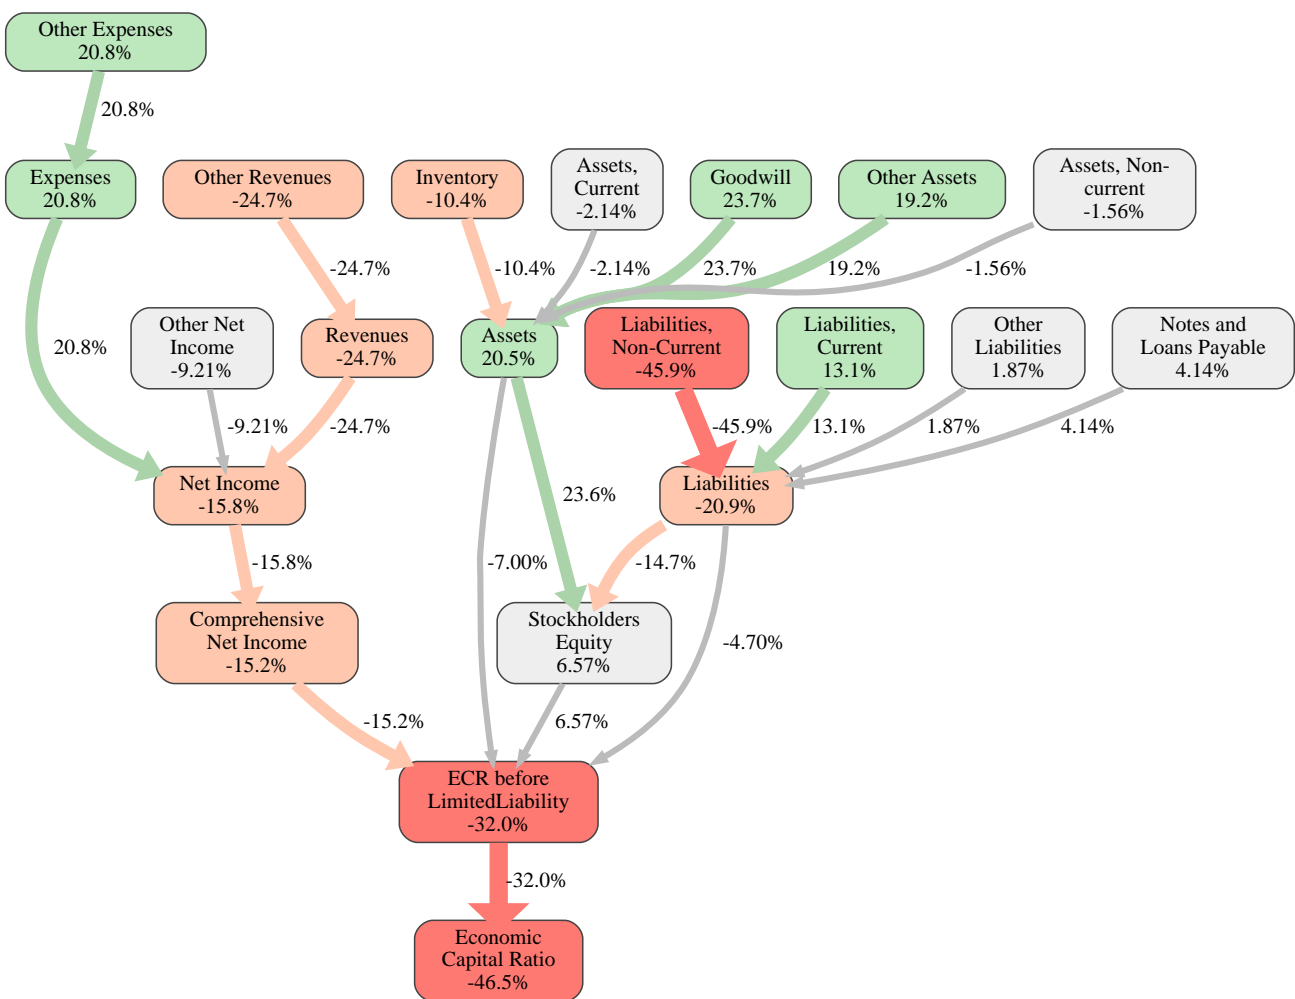 Other Expenses
20.8%
20.8%
Expenses
20.8%
Other Revenues
-24.7%
Inventory
-10.4%
Assets,
Current
-2.14%
Goodwill
23.7%
Other Assets
19.2%
Assets, Non-
current
-1.56%
-24.7%
-10.4%
-2.14%
23.7%
19.2%
-1.56%
20.8%
Other Net
Income
-9.21%
Revenues
-24.7%
Assets
20.5%
Liabilities,
Non-Current
-45.9%
Liabilities,
Current
13.1%
Other
Liabilities
1.87%
Notes and
Loans Payable
4.14%
-9.21%
-24.7%
-45.9%
13.1%
1.87%
4.14%
Net Income
-15.8%
23.6%
Liabilities
-20.9%
-15.8%
-7.00%
-14.7%
Comprehensive
Net Income
-15.2%
Stockholders
Equity
6.57%
-4.70%
-15.2%
6.57%
ECR before
LimitedLiability
-32.0%
-32.0%
Economic
Capital Ratio
-46.5%